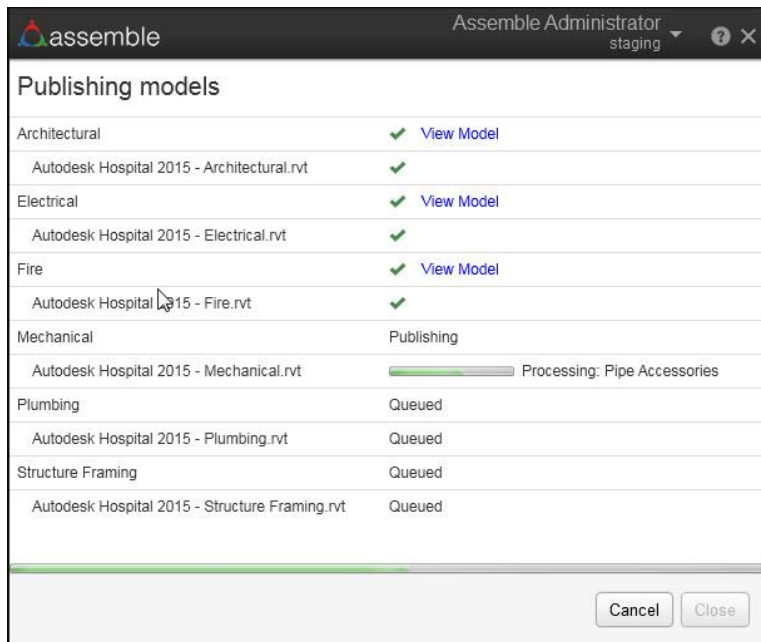 assemble
Assemble Administrator
staging
Publishing models
Architectural View Model
Autodesk Hospital 2015 - Architectural.rvt
Electrical View Model
Autodesk Hospital 2015 - Electrical.rvt
Fire View Model
Autodesk Hospital 2015 - Fire.rvt
Mechanical Publishing
Autodesk Hospital 2015 - Mechanical.rvt Processing: Pipe Accessories
Plumbing Queued
Autodesk Hospital 2015 - Plumbing.rvt Queued
Structure Framing Queued
Autodesk Hospital 2015 - Structure Framing.rvt Queued
Cancel Close